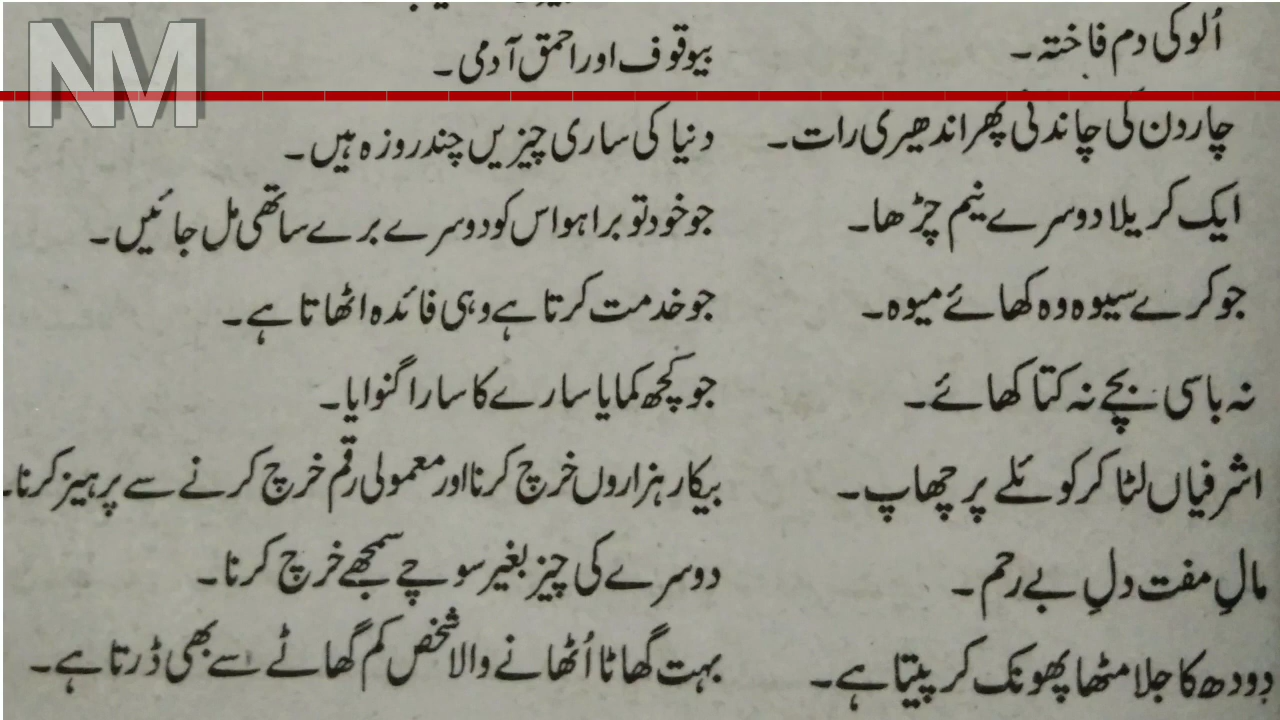 NM
اُلو کی دم فاختہ۔ بیوقوف اور احمق آدمی۔
چار دن کی چاندنی پھر اندھیری رات۔ دنیا کی ساری چیزیں چند روزہ ہیں۔
ایک کریلا دوسرے نیم چڑھا۔ جو خود تو برا ہو اس کو دوسرے برے ساتھی مل جائیں۔
جو کرے سیوہ وہ کھائے میوہ۔ جو خدمت کرتا ہے وہی فائدہ اٹھاتا ہے۔
نہ باسی بچے نہ کتا کھائے۔ جو کچھ کمایا سارے کا سارا گنوایا۔
اشرفیاں لٹا کر کوئلے پر چھاپ۔ بیکار ہزاروں خرچ کرنا اور معمولی رقم خرچ کرنے سے پرہیز کرنا۔
مالِ مفت دلِ بے رحم۔ دوسرے کی چیز بغیر سوچے سمجھے خرچ کرنا۔
دودھ کا جلا مٹھا پھونک کر پیتا ہے۔ بہت گھاٹا اُٹھانے والا شخص کم گھاٹے سے بھی ڈرتا ہے۔